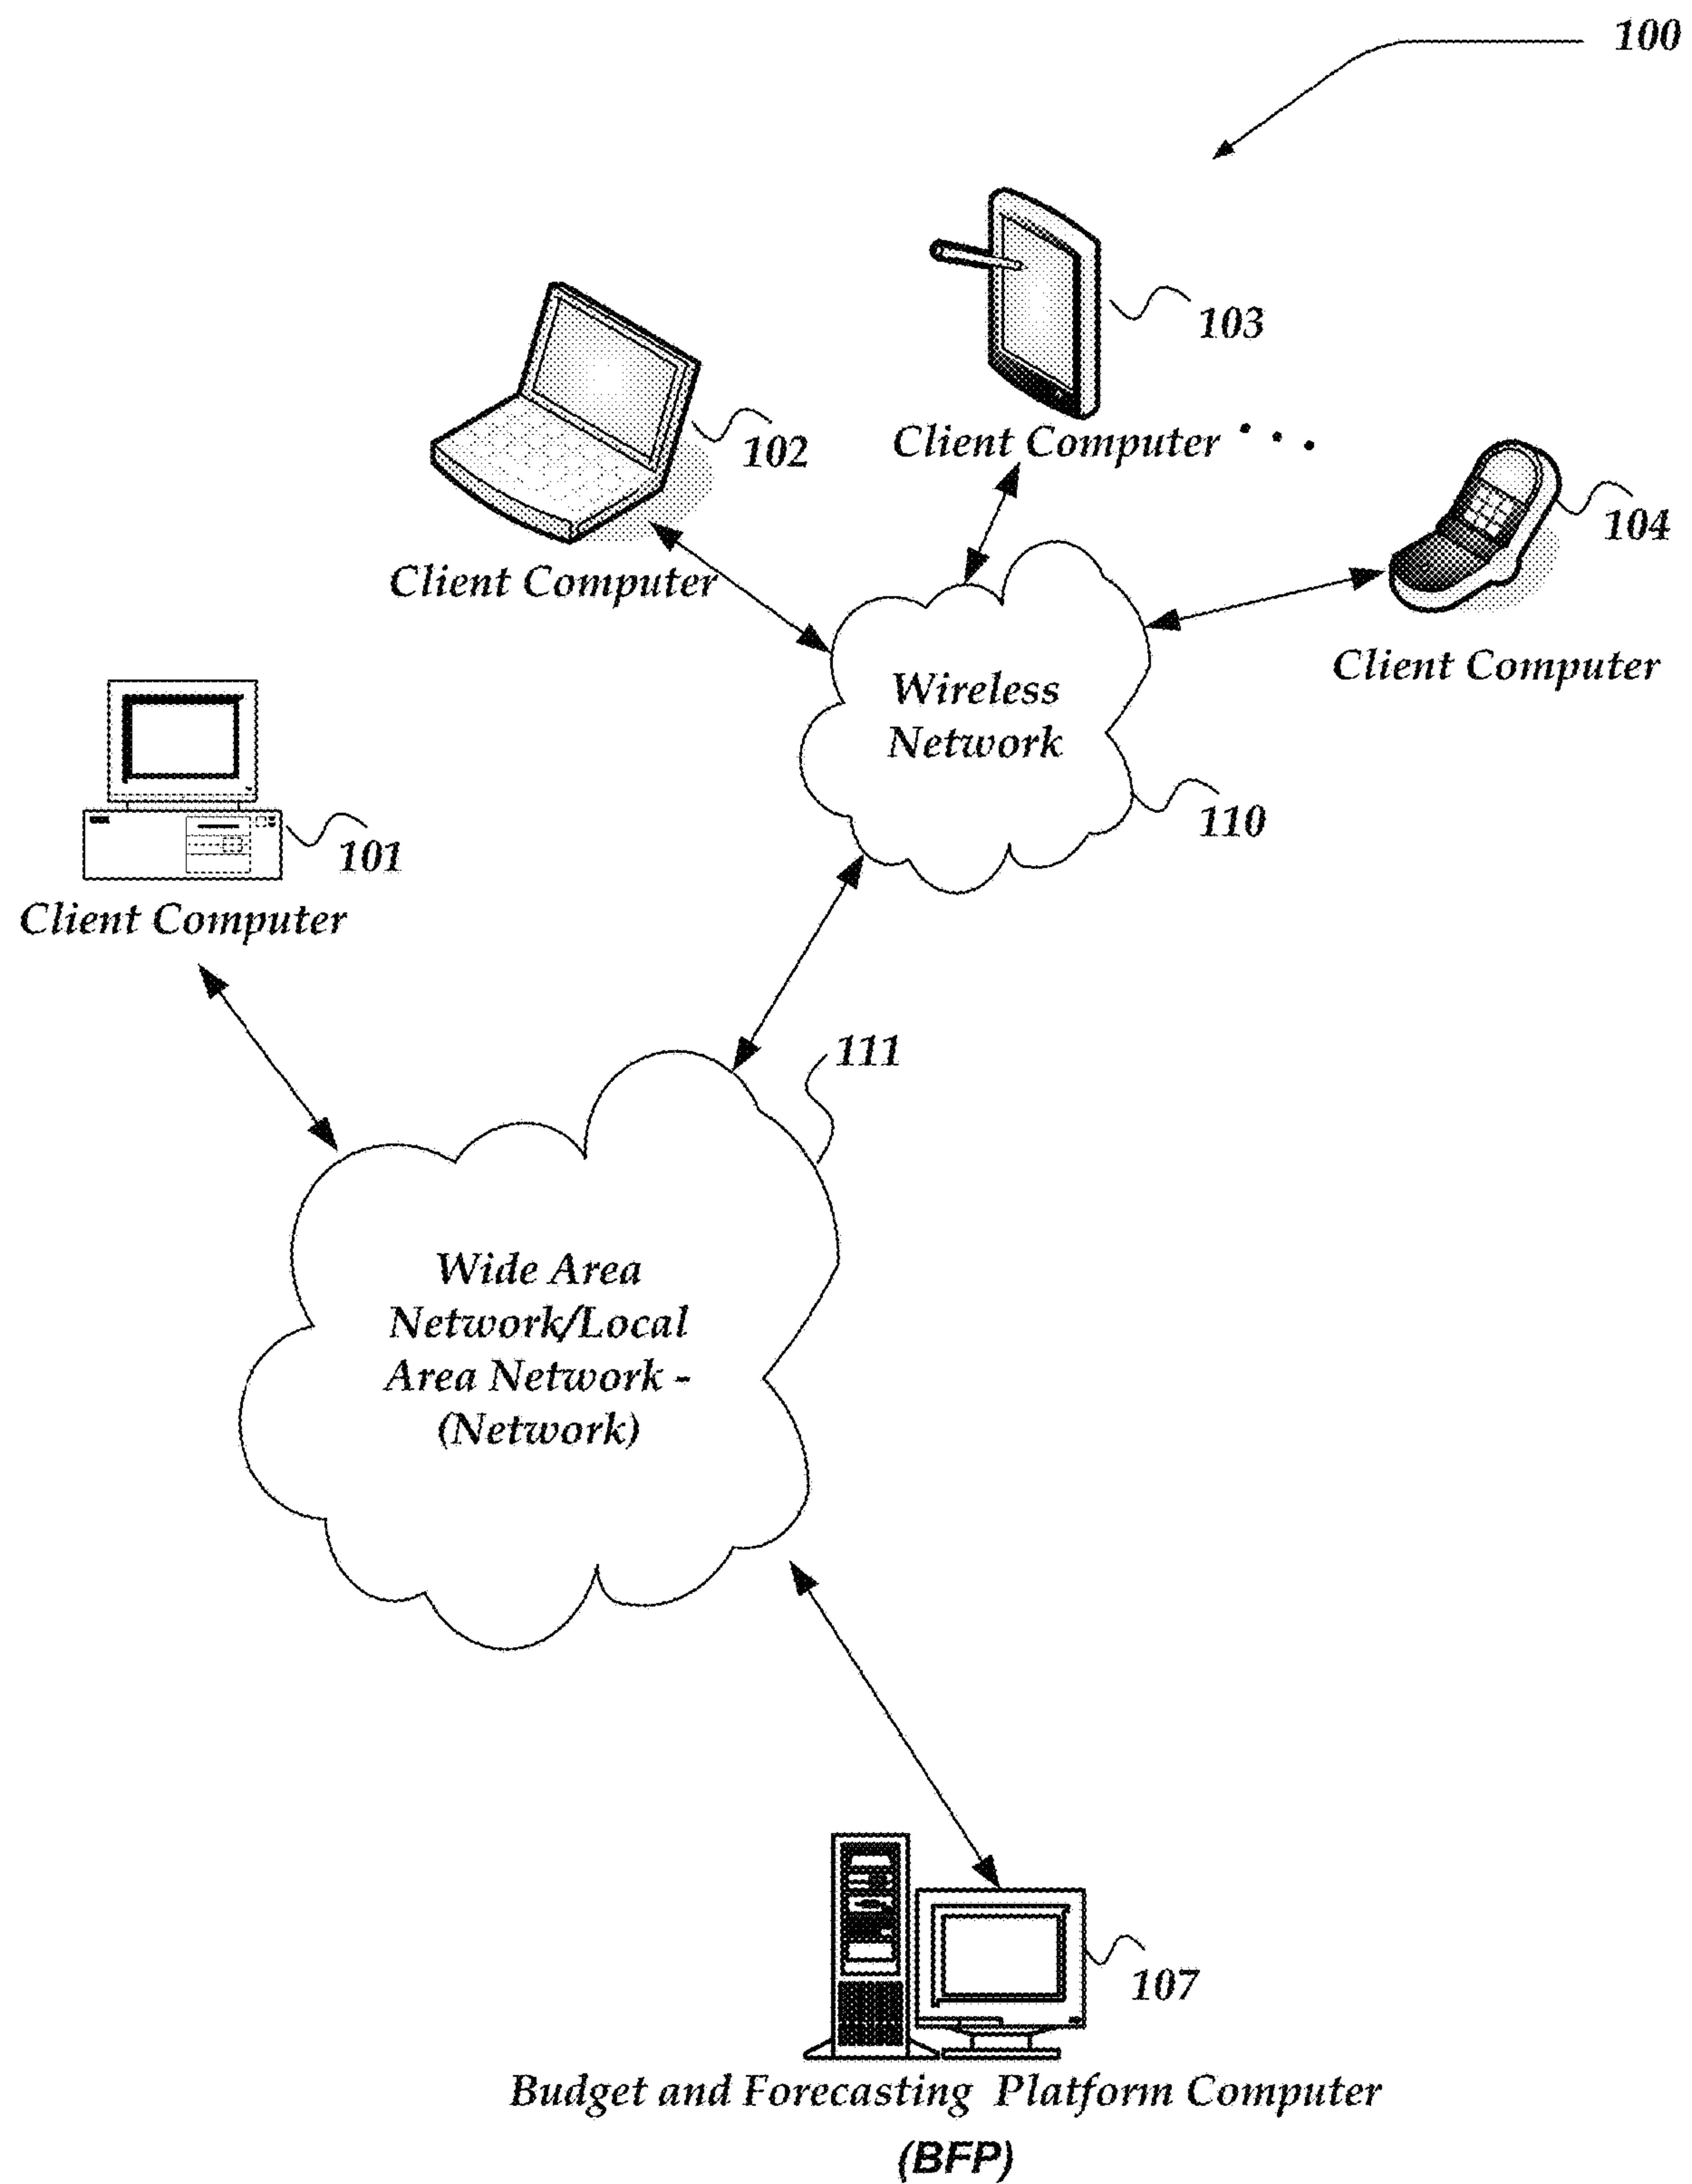 100
103
Client Computer . . .
102
104
Client Computer
Client Computer
Wireless
Network
110
101
Client Computer
111
Wide Area
Network/Local
Area Network -
(Network)
107
Budget and Forecasting Platform Computer
(BFP)